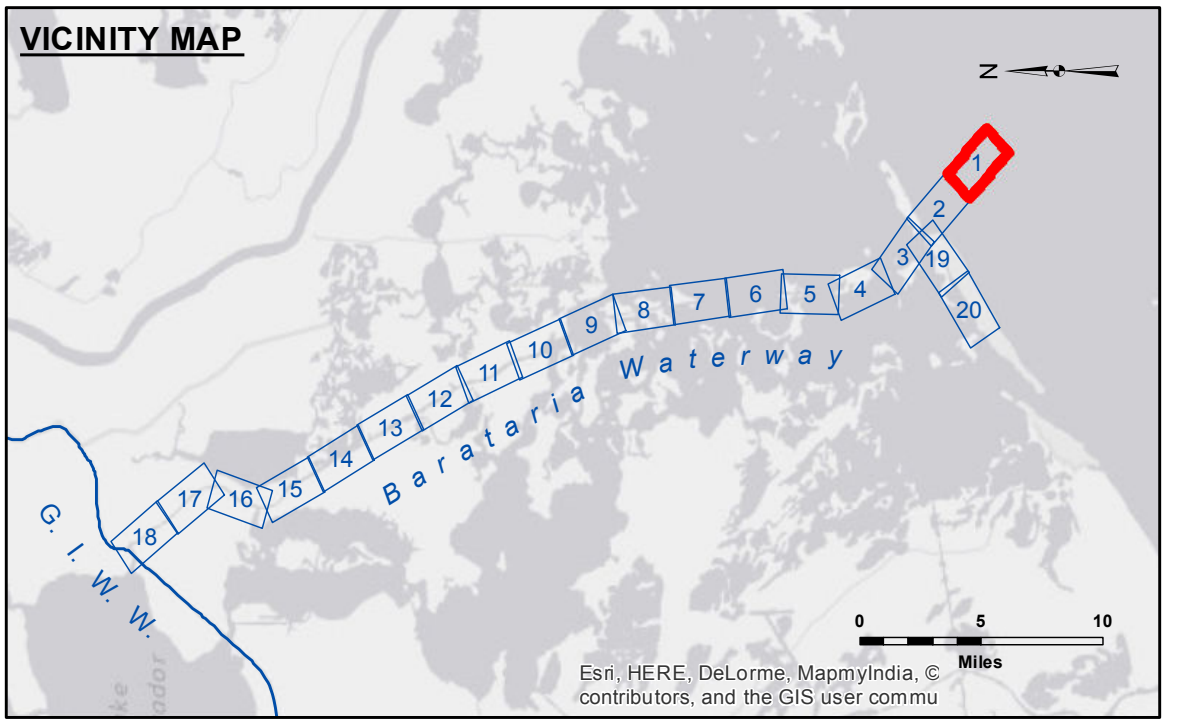 VICINITY MAP
N
1
2
3
19
20
4
5
6
7
8
9
10
11
12
13
14
15
16
17
18
Barataria Waterway
G. I. W. W.
0 5 10
Miles
Esri, HERE, DeLorme, MapmyIndia, ©
contributors, and the GIS user commu
ake
ador